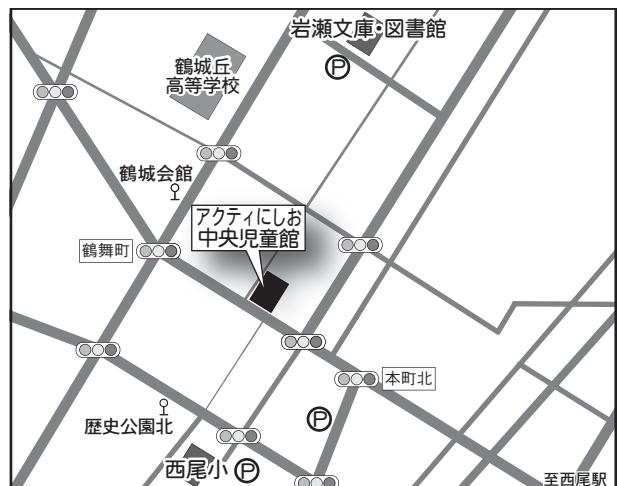 岩瀬文庫・図書館
P
鶴城丘
高等学校
鶴城会館
アクティにしお
中央児童館
鶴舞町
本町北
P
歴史公園北
西尾小 P
至西尾駅